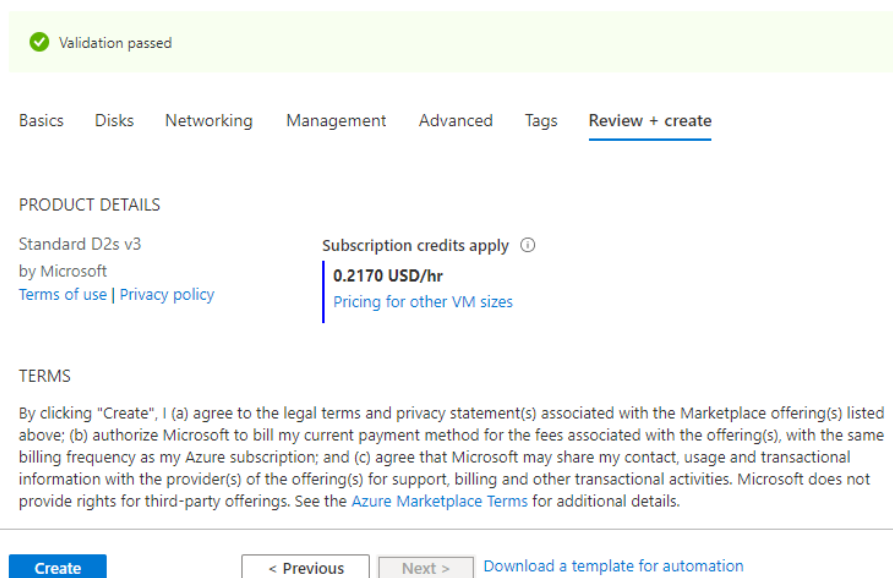 Validation passed
Basics Disks Networking Management Advanced Tags Review + create
PRODUCT DETAILS
Standard D2s v3
by Microsoft
Terms of use | Privacy policy
Subscription credits apply
0.2170 USD/hr
Pricing for other VM sizes
TERMS
By clicking "Create", I (a) agree to the legal terms and privacy statement(s) associated with the Marketplace offering(s) listed
above; (b) authorize Microsoft to bill my current payment method for the fees associated with the offering(s), with the same
billing frequency as my Azure subscription; and (c) agree that Microsoft may share my contact, usage and transactional
information with the provider(s) of the offering(s) for support, billing and other transactional activities. Microsoft does not
provide rights for third-party offerings. See the Azure Marketplace Terms for additional details.
Create < Previous Next > Download a template for automation